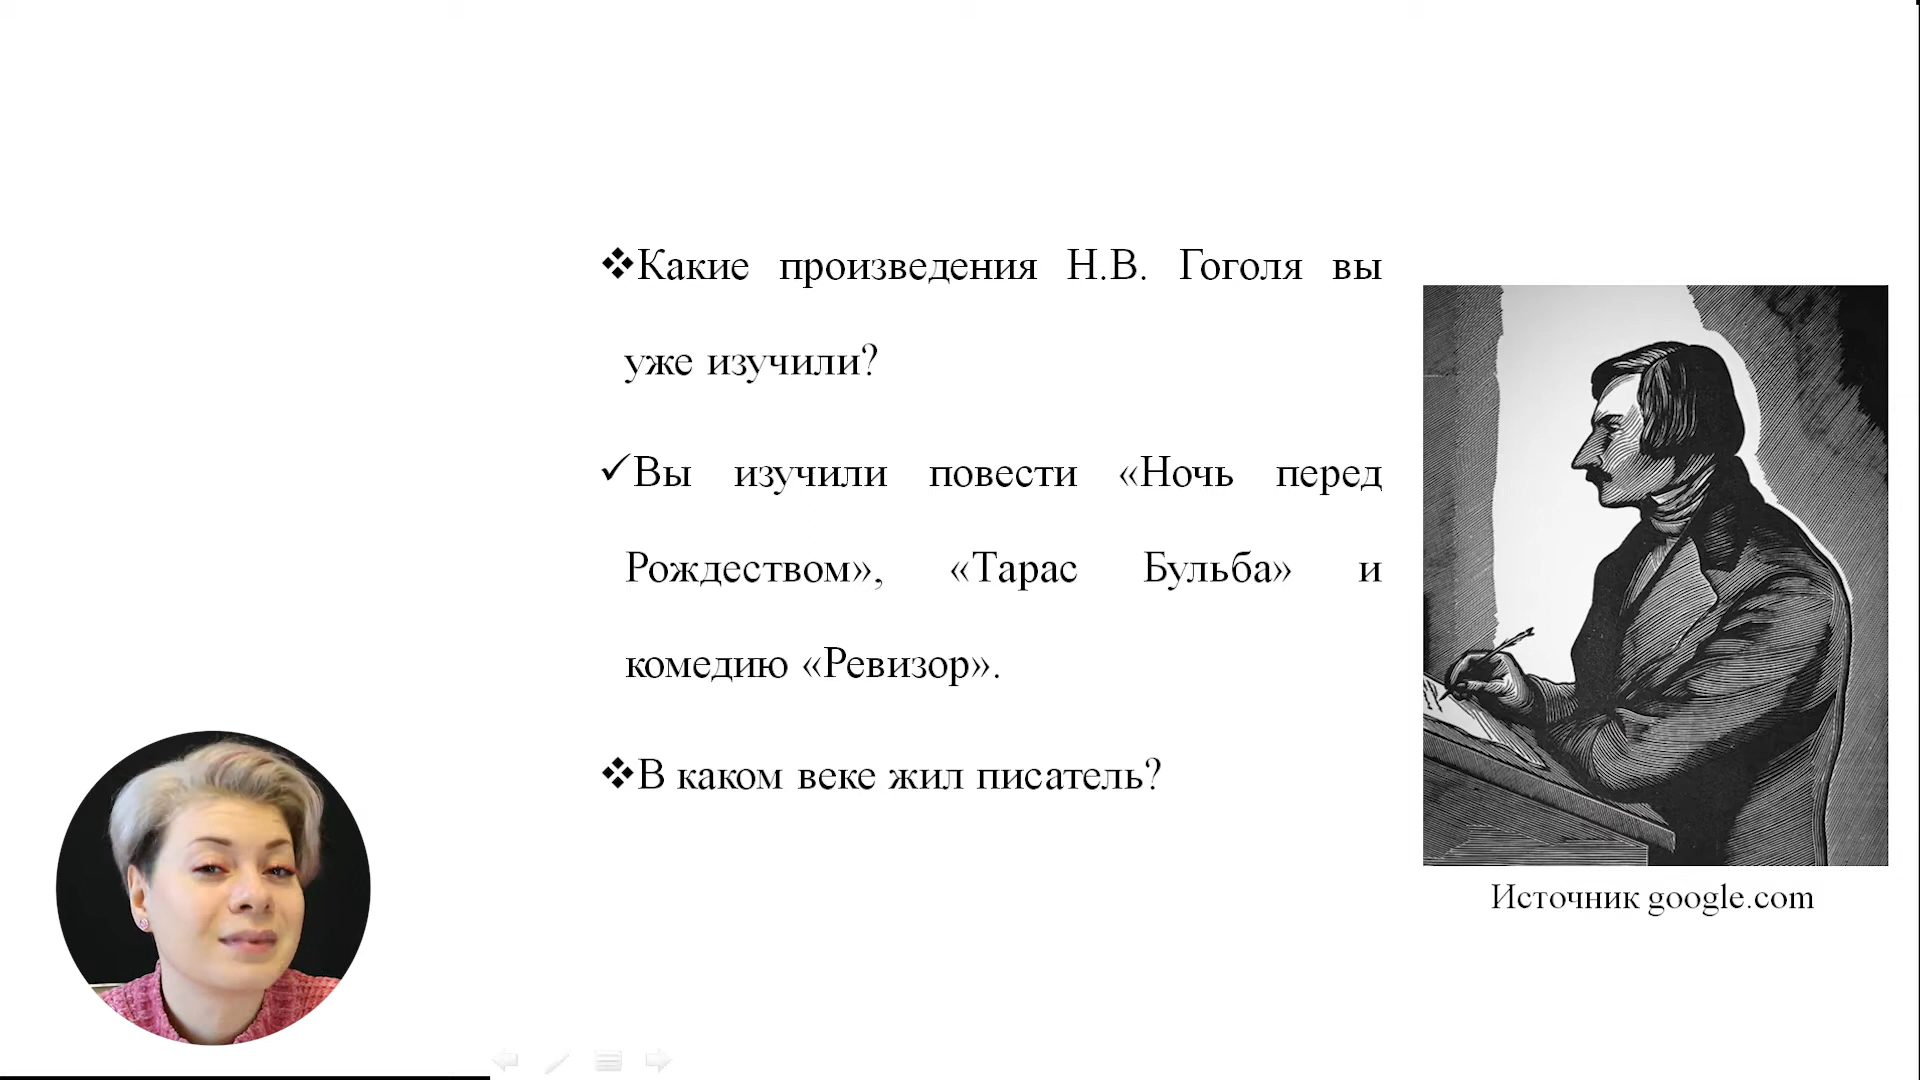 ❖Какие произведения Н.В. Гоголя вы
уже изучили?
✓Вы изучили повести «Ночь перед
Рождеством», «Тарас Бульба» и
комедию «Ревизор».
❖В каком веке жил писатель?
Источник google.com